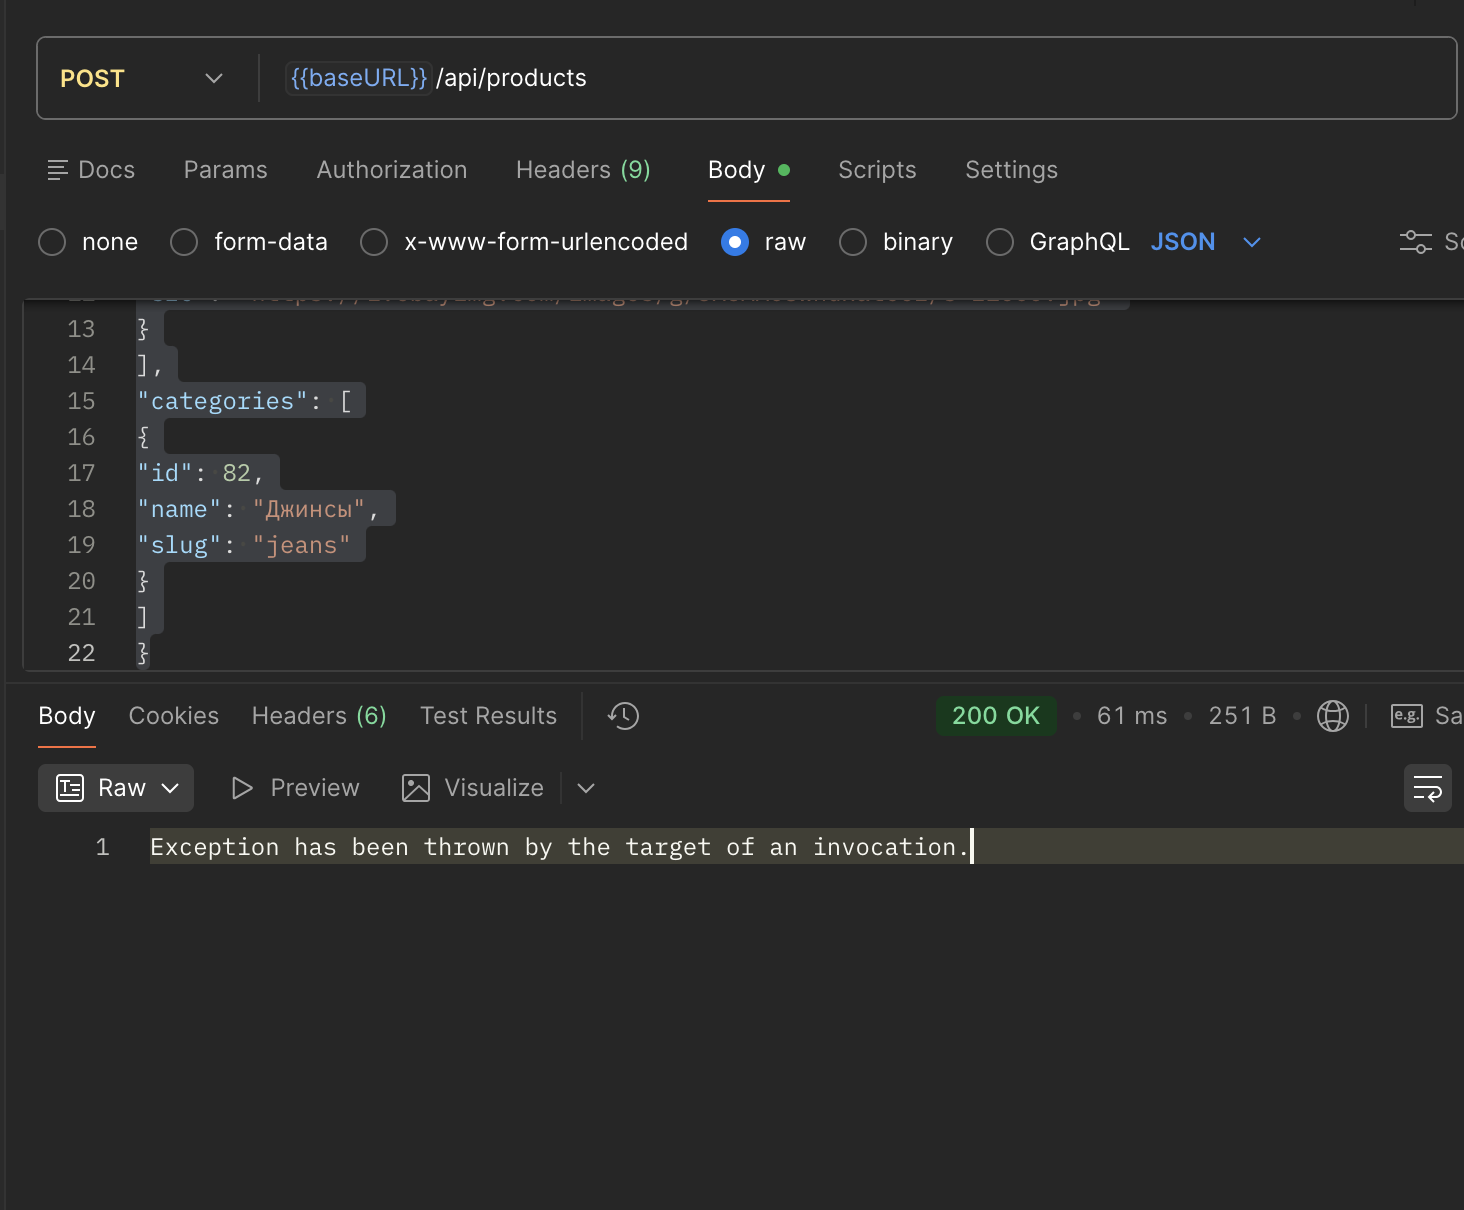 POST {{baseURL}} /api/products
Docs Params Authorization Headers (9) Body Scripts Settings
none form-data x-www-form-urlencoded raw binary GraphQL JSON
13 }
14 ],
15 "categories": [
16 {
17 "id": 82,
18 "name": "Джинсы",
19 "slug": "jeans"
20 }
21 ]
22 }
Body Cookies Headers (6) Test Results 200 OK • 61 ms • 251 B • e.g. Sa
Raw Preview Visualize
1 Exception has been thrown by the target of an invocation.